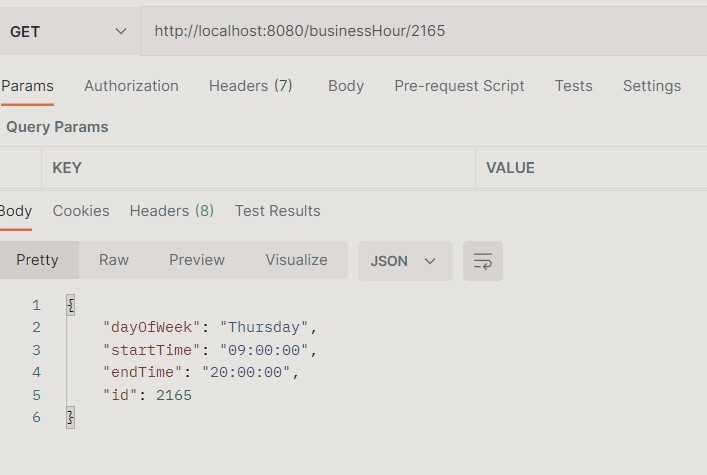 GET http://localhost:8080/businessHour/2165
Params Authorization Headers (7) Body Pre-request Script Tests Settings
Query Params
KEY VALUE
Body Cookies Headers (8) Test Results
Pretty Raw Preview Visualize JSON
1 {
2 "dayOfWeek": "Thursday",
3 "startTime": "09:00:00",
4 "endTime": "20:00:00",
5 "id": 2165
6 }